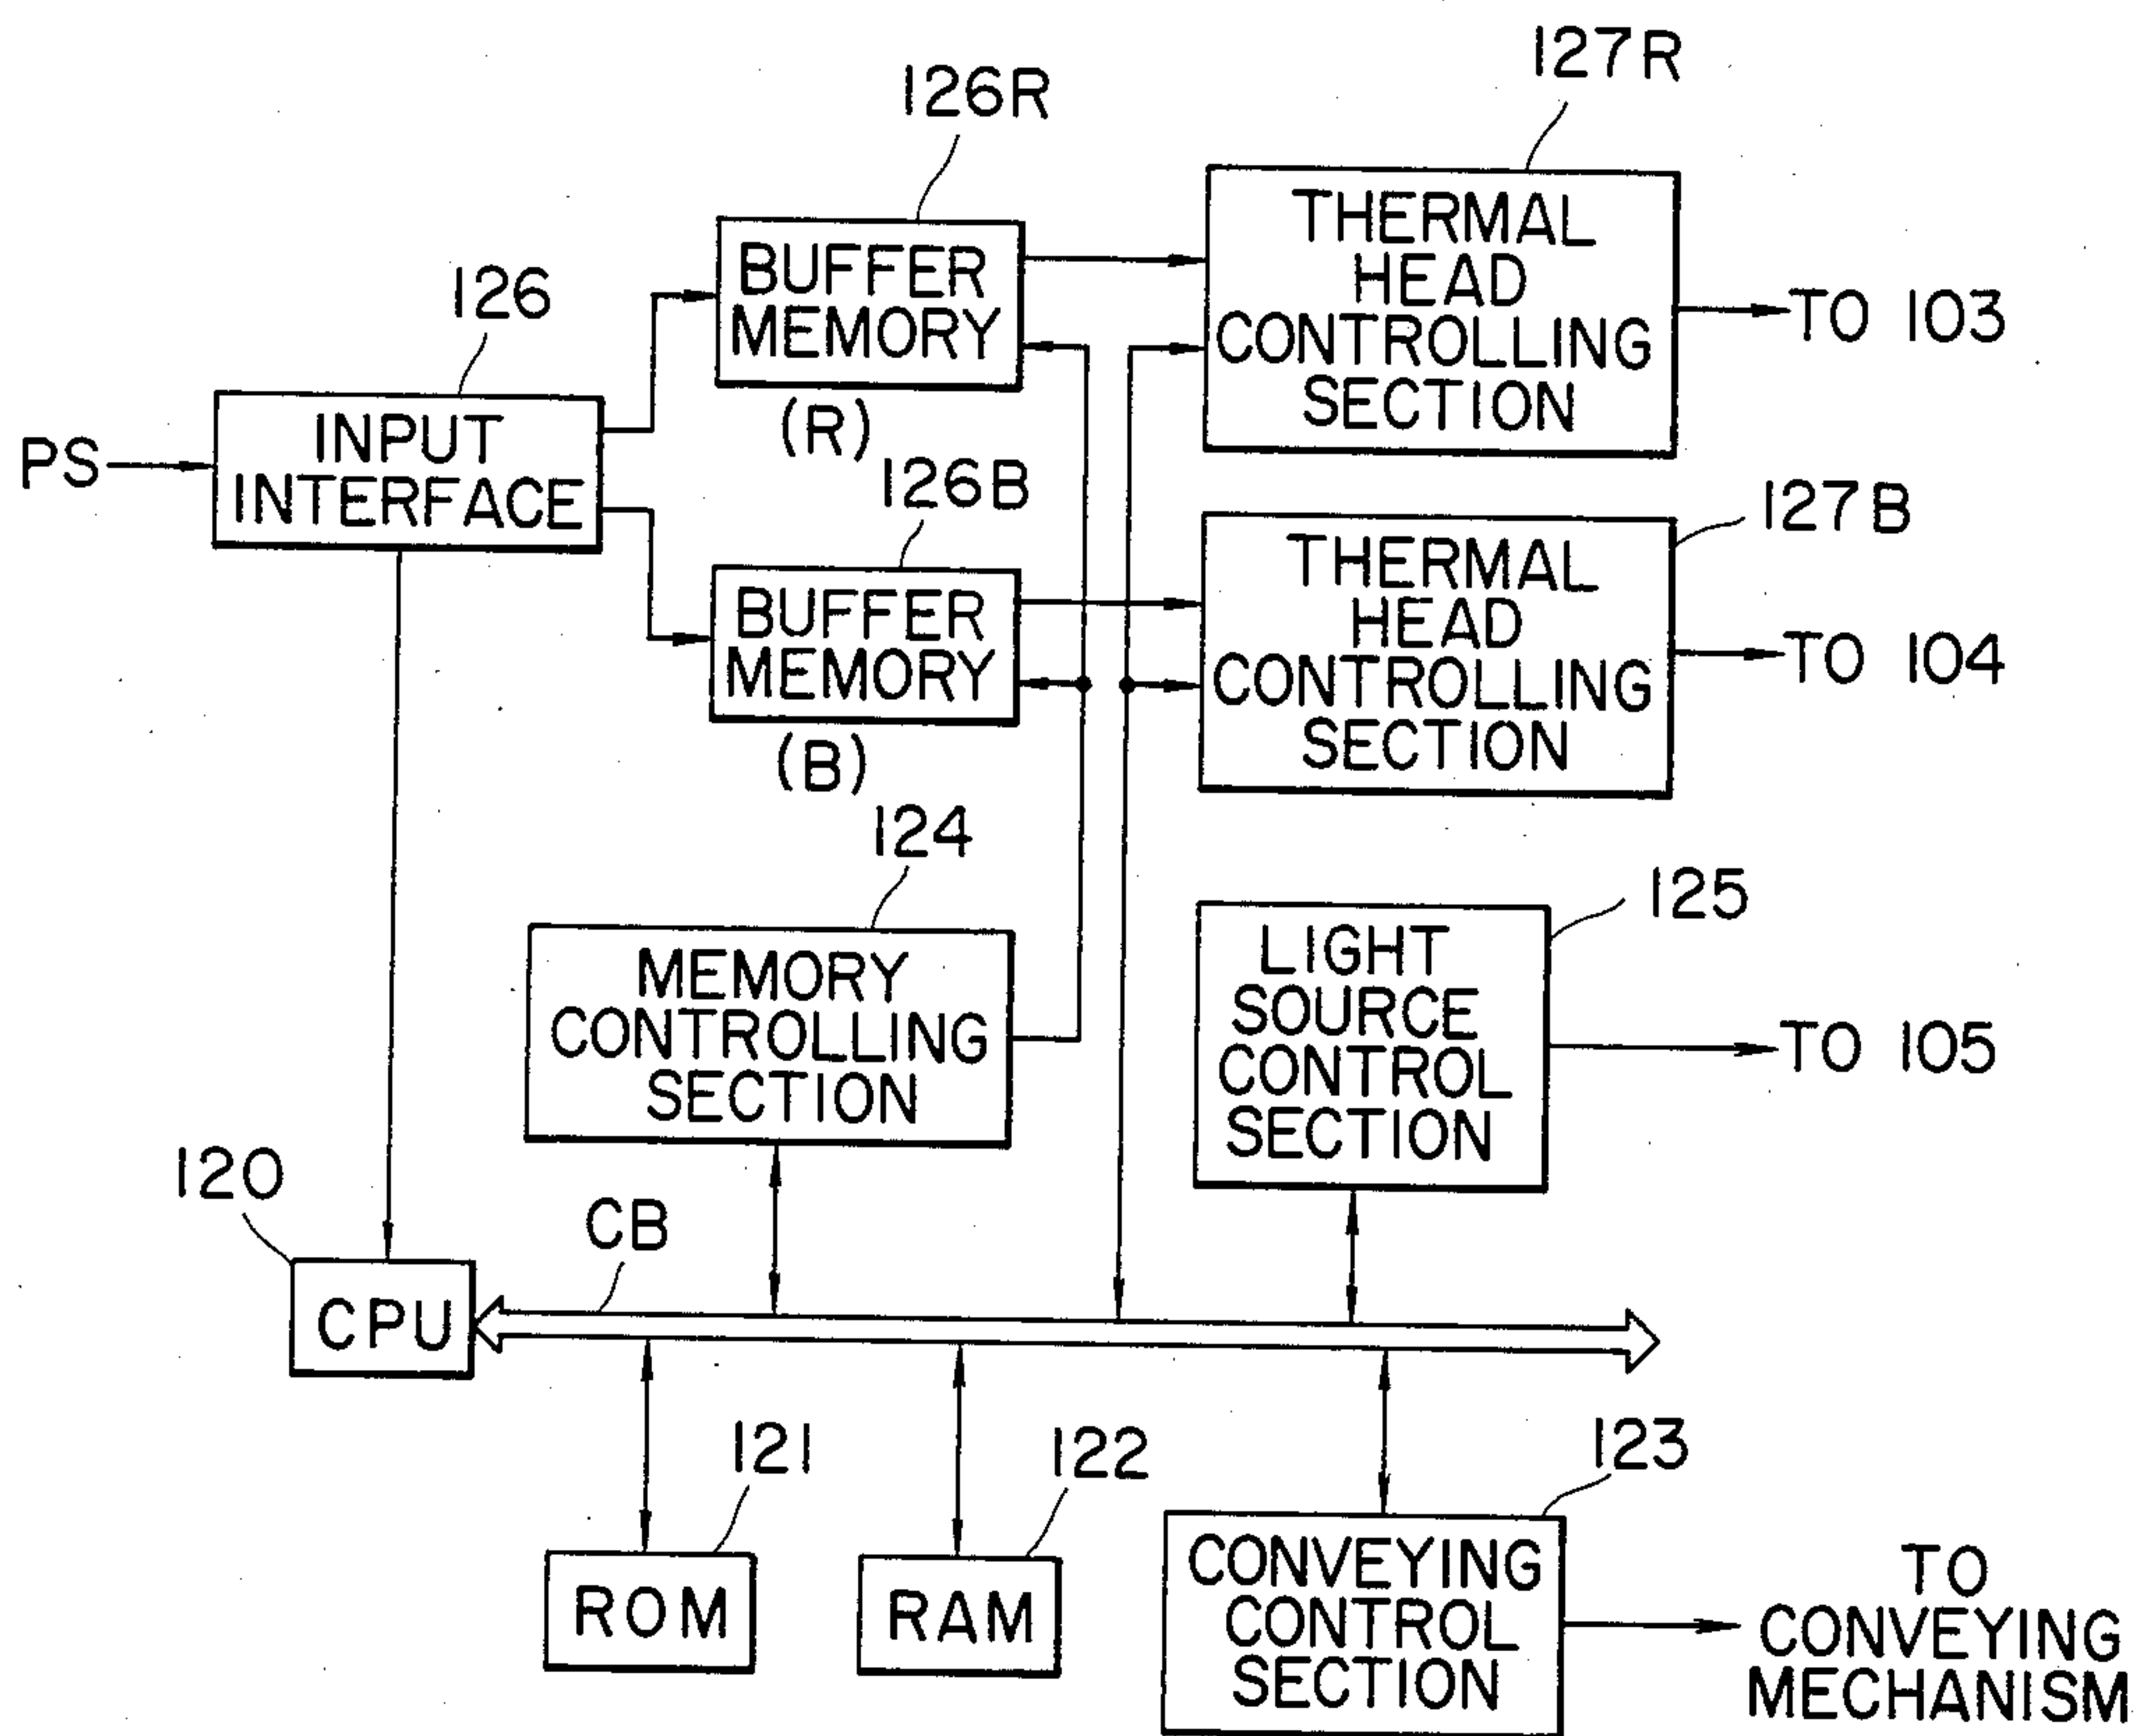 127R
126R
THERMAL
HEAD
CONTROLLING
SECTION
TO 103
BUFFER
MEMORY
(R)
126
INPUT
INTERFACE
PS
126B
BUFFER
MEMORY
(B)
127B
THERMAL
HEAD
CONTROLLING
SECTION
TO 104
124
MEMORY
CONTROLLING
SECTION
125
LIGHT
SOURCE
CONTROL
SECTION
TO 105
120
CPU
CB
121
ROM
122
RAM
123
CONVEYING
CONTROL
SECTION
TO
CONVEYING
MECHANISM